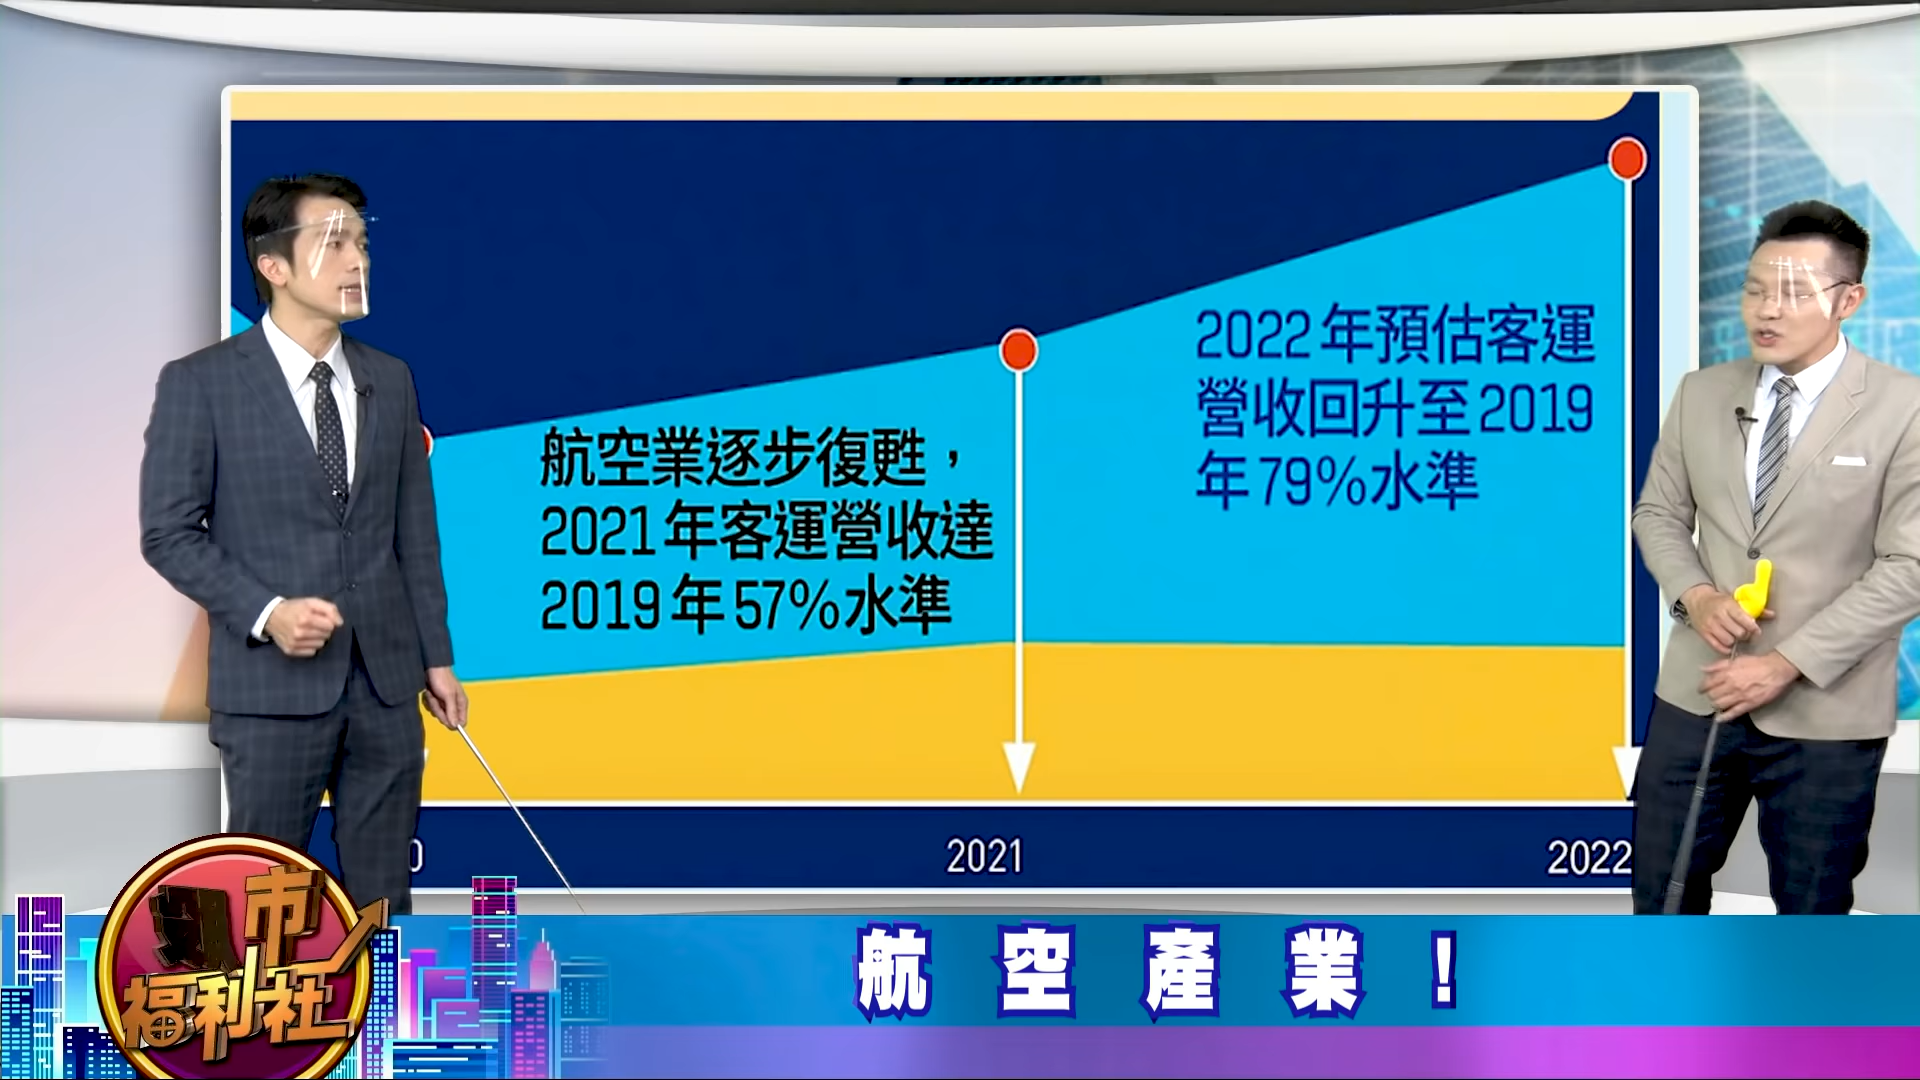 航空業逐步復甦，
2021年客運營收達
2019年57%水準
2022年預估客運
營收回升至2019
年79%水準
0
2021
2022
股市
福利社
航空產業！